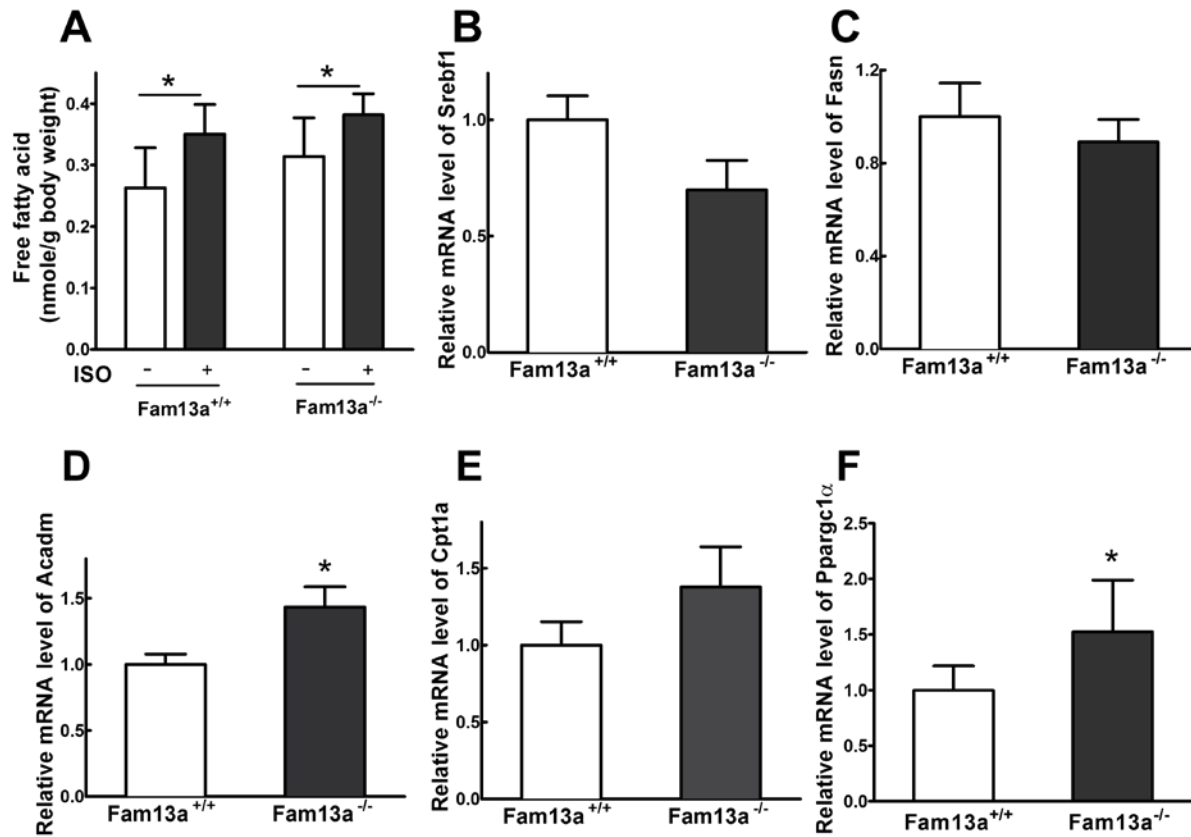 A
Free fatty acid
(nmole/g body weight)
0.4
0.3
0.2
0.1
0.0
*
*
ISO
- + - +
Fam13a+/+ Fam13a-/-
B
Relative mRNA level of Srebf1
1.0
0.5
0.0
Fam13a+/+ Fam13a-/-
C
Relative mRNA level of Fasn
1.2
0.8
0.4
0.0
Fam13a+/+ Fam13a-/-
D
Relative mRNA level of Acadm
1.5
1.0
0.5
0.0
*
Fam13a+/+ Fam13a-/-
E
Relative mRNA level of Cpt1a
1.5
1.0
0.5
0.0
Fam13a+/+ Fam13a-/-
F
Relative mRNA level of Ppargc1α
2.5
2.0
1.5
1.0
0.5
0.0
*
Fam13a+/+ Fam13a-/-